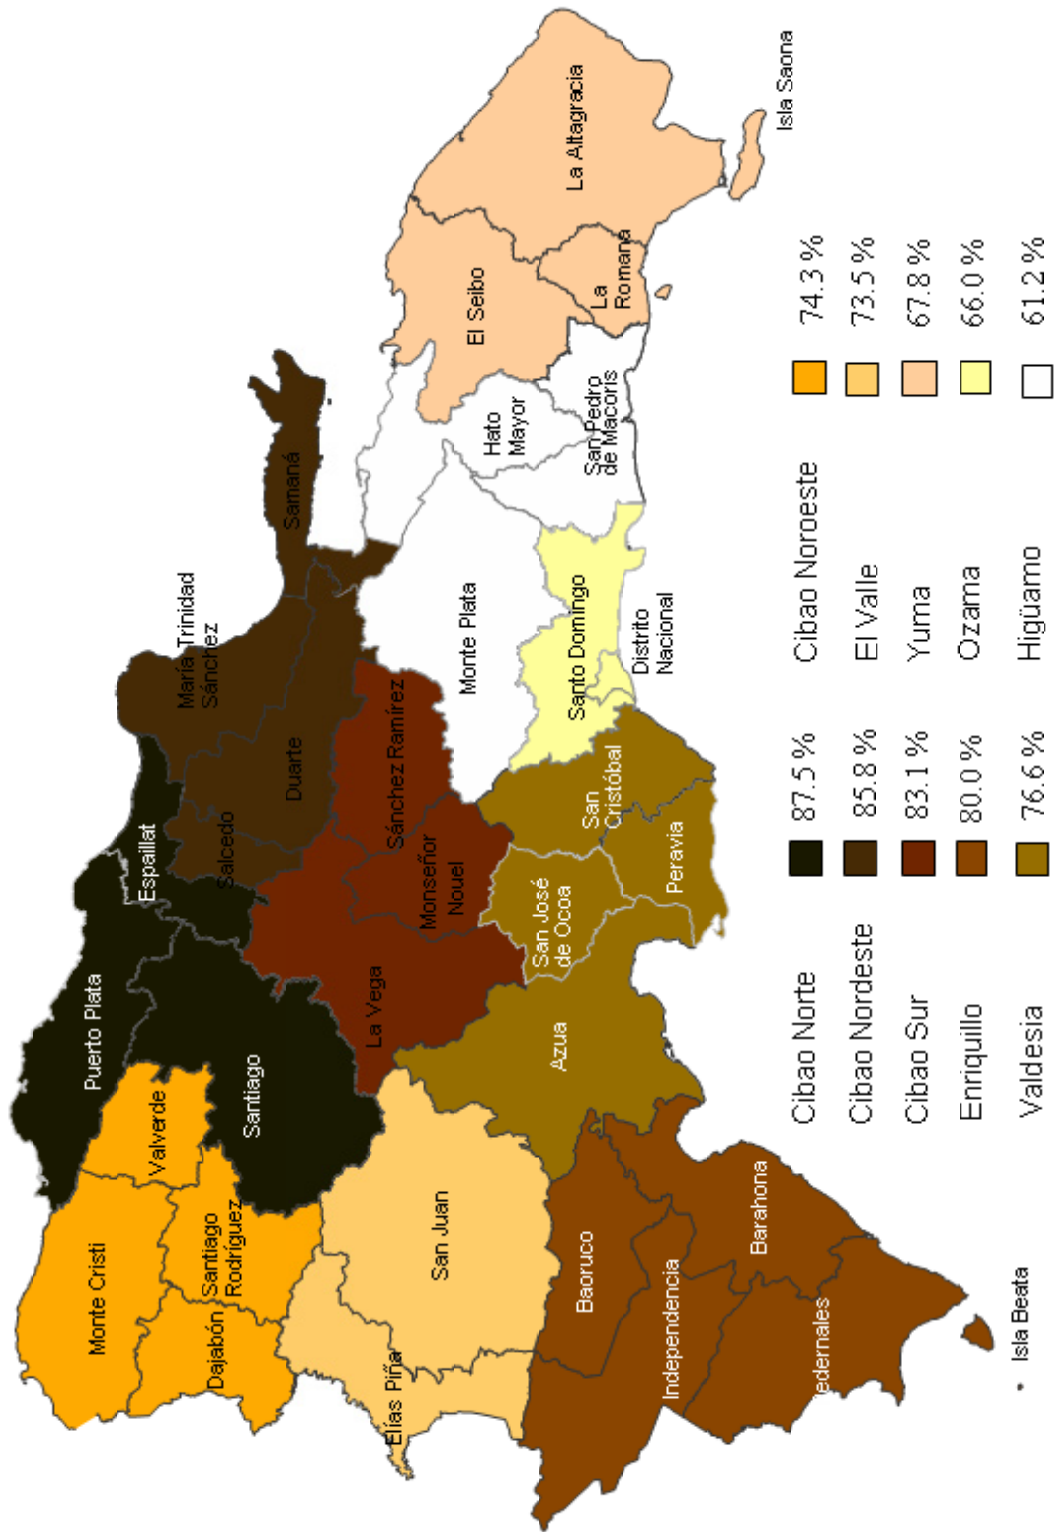 Monte Cristi
Valverde
Puerto Plata
Espaillat
María Trinidad
Sánchez
Dajabón
Santiago
Rodríguez
Santiago
Salcedo
Duarte
Samaná
Elías Piña
San Juan
La Vega
Monseñor
Nouel
Sánchez Ramírez
Monte Plata
Hato
Mayor
El Seibo
La Altagracia
Baoruco
Azua
San José
de Ocoa
San
Cristóbal
Santo Domingo
San Pedro
de Macorís
La
Romana
Independencia
Barahona
Peravia
Distrito
Nacional
edernales
Isla Saona
Isla Beata
Cibao Norte 87.5 %
Cibao Nordeste 85.8 %
Cibao Sur 83.1 %
Enriquillo 80.0 %
Valdesia 76.6 %
Cibao Noroeste 74.3 %
El Valle 73.5 %
Yuma 67.8 %
Ozama 66.0 %
Higüamo 61.2 %